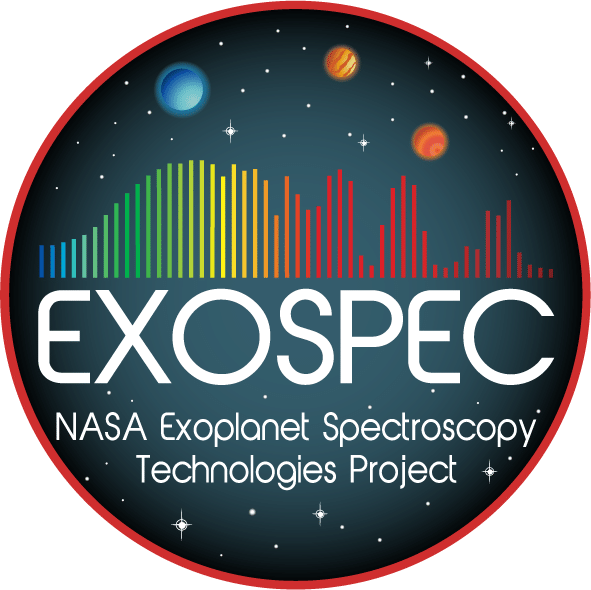 EXOSPEC
NASA Exoplanet Spectroscopy
Technologies Project